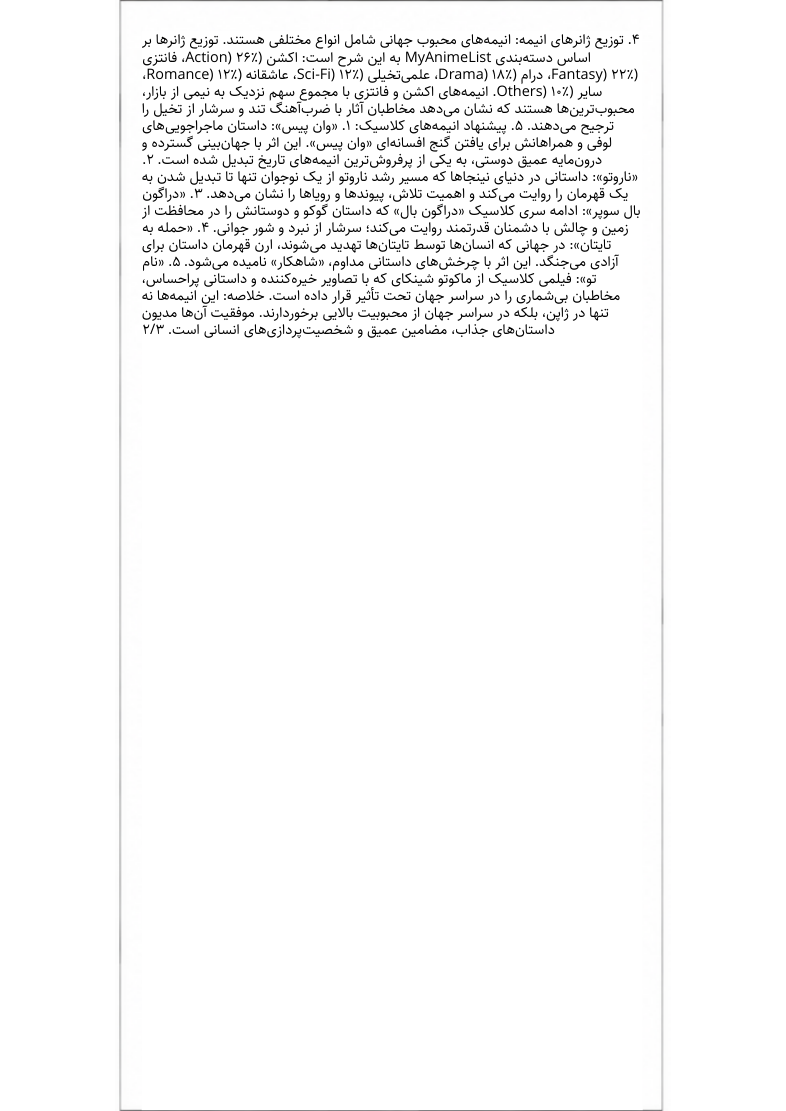 ۴. توزیع ژانرهای انیمه: انیمه‌های محبوب جهانی شامل انواع مختلفی هستند. توزیع ژانرها بر
اساس دسته‌بندی MyAnimeList به این شرح است: اکشن (Action) ۲۶٪، فانتزی
(Fantasy) ۲۲٪، درام (Drama) ۱۸٪، علمی‌تخیلی (Sci-Fi) ۱۲٪، عاشقانه (Romance) ۱۲٪،
سایر (Others) ۱۰٪. انیمه‌های اکشن و فانتزی با مجموع سهم نزدیک به نیمی از بازار،
محبوب‌ترین‌ها هستند که نشان می‌دهد مخاطبان آثار با ضرب‌آهنگ تند و سرشار از تخیل را
ترجیح می‌دهند. ۵. پیشنهاد انیمه‌های کلاسیک: ۱. «وان پیس»: داستان ماجراجویی‌های
لوفی و همراهانش برای یافتن گنج افسانه‌ای «وان پیس». این اثر با جهان‌بینی گسترده و
درون‌مایه عمیق دوستی، به یکی از پرفروش‌ترین انیمه‌های تاریخ تبدیل شده است. ۲.
«ناروتو»: داستانی در دنیای نینجاها که مسیر رشد ناروتو از یک نوجوان تنها تا تبدیل شدن به
یک قهرمان را روایت می‌کند و اهمیت تلاش، پیوندها و رویاها را نشان می‌دهد. ۳. «دراگون
بال سوپر»: ادامه سری کلاسیک «دراگون بال» که داستان گوکو و دوستانش را در محافظت از
زمین و چالش با دشمنان قدرتمند روایت می‌کند؛ سرشار از نبرد و شور جوانی. ۴. «حمله به
تایتان»: در جهانی که انسان‌ها توسط تایتان‌ها تهدید می‌شوند، ارن قهرمان داستان برای
آزادی می‌جنگد. این اثر با چرخش‌های داستانی مداوم، «شاهکار» نامیده می‌شود. ۵. «نام
تو»: فیلمی کلاسیک از ماکوتو شینکای که با تصاویر خیره‌کننده و داستانی پراحساس،
مخاطبان بی‌شماری را در سراسر جهان تحت تأثیر قرار داده است. خلاصه: این انیمه‌ها نه
تنها در ژاپن، بلکه در سراسر جهان از محبوبیت بالایی برخوردارند. موفقیت آن‌ها مدیون
داستان‌های جذاب، مضامین عمیق و شخصیت‌پردازی‌های انسانی است. ۲/۳